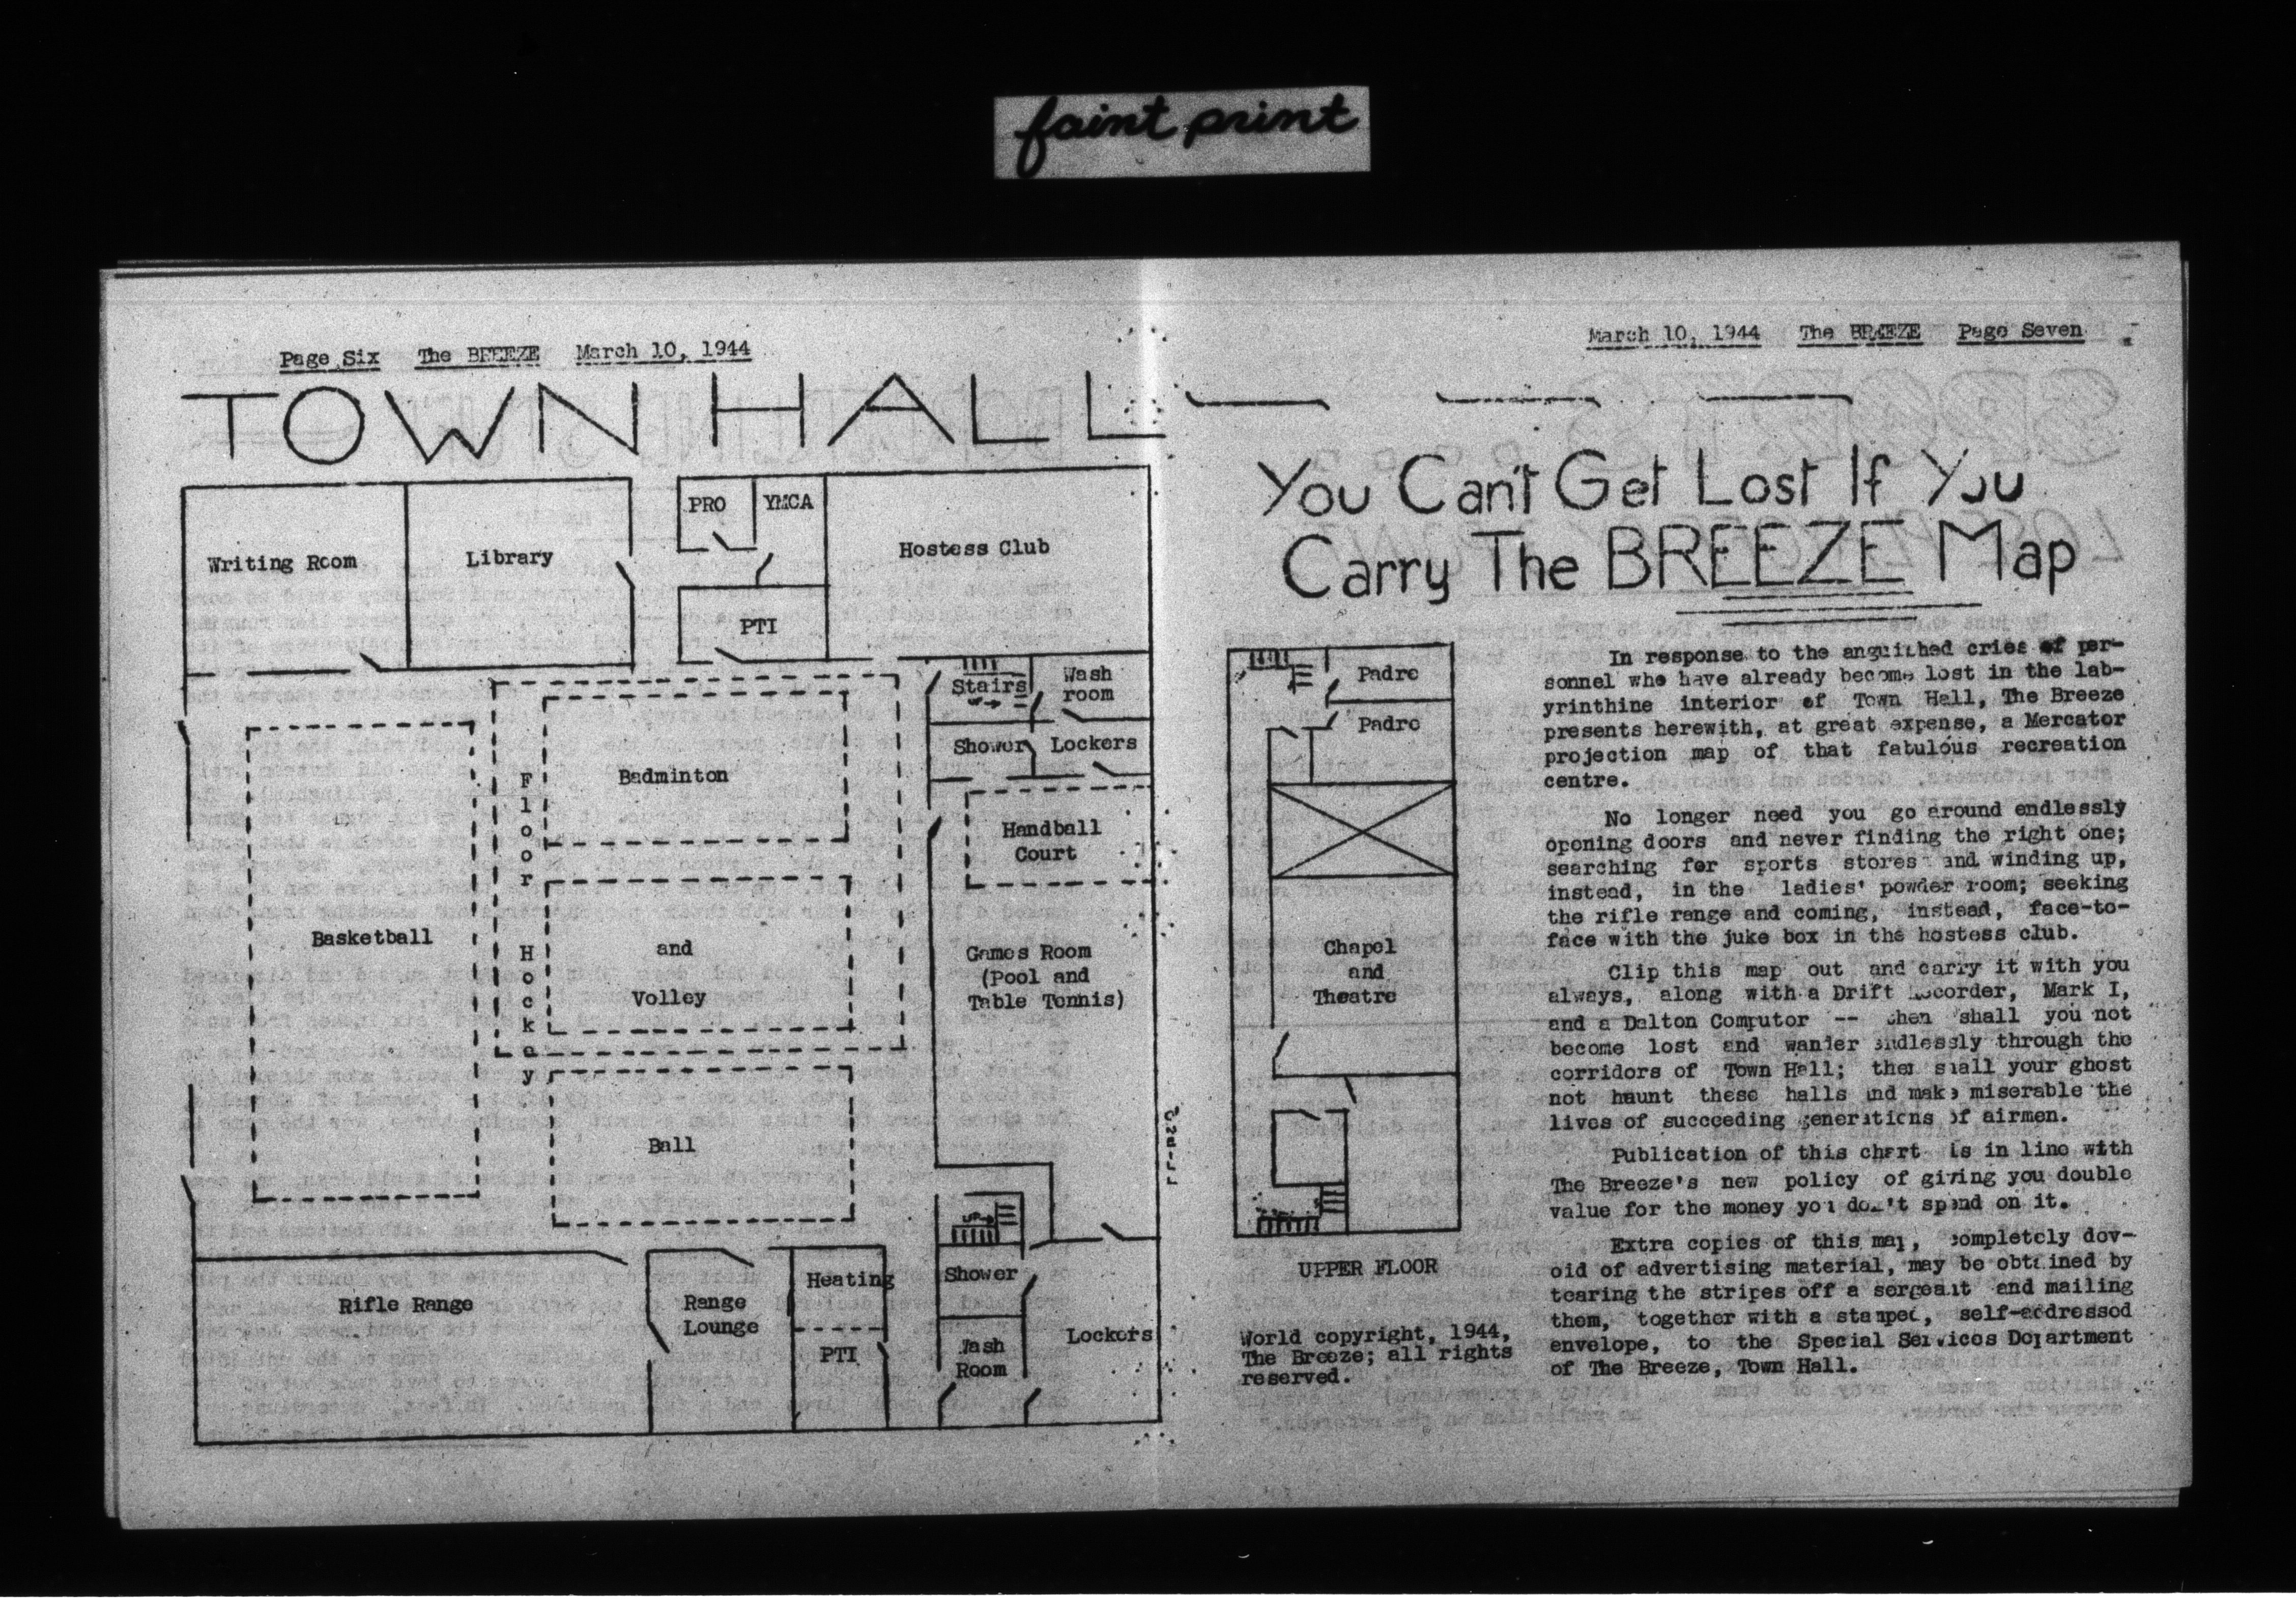 faint print
Page Six The BREEZE March 10, 1944
TOWN HALL
PRO
YMCA
Writing Room
Library
Hostess Club
PTI
Stairs
UP
Wash
room
Shower
Lockers
Badminton
Floor Hockey
Handball
Court
Basketball
and
Volley
Games Room
(Pool and
Table Tennis)
Ball
UP
Rifle Range
Range
Lounge
Heating
PTI
Shower
Wash
Room
Lockers
March 10, 1944 The BREEZE Page Seven
You Can't Get Lost If You
Carry The BREEZE Map
Padre
Padre
Chapel
and
Theatre
UPPER FLOOR
World copyright, 1944,
The Breeze; all rights
reserved.
In response to the anguished cries of per-
sonnel who have already become lost in the lab-
yrinthine interior of Town Hall, The Breeze
presents herewith, at great expense, a Mercator
projection map of that fabulous recreation
centre.
No longer need you go around endlessly
opening doors and never finding the right one;
searching for sports stores and winding up,
instead, in the ladies' powder room; seeking
the rifle range and coming, instead, face-to-
face with the juke box in the hostess club.
Clip this map out and carry it with you
always, along with a Drift Recorder, Mark I,
and a Dalton Computor -- then shall you not
become lost and wander endlessly through the
corridors of Town Hall; then shall your ghost
not haunt these halls and make miserable the
lives of succeeding generations of airmen.
Publication of this chart is in line with
The Breeze's new policy of giving you double
value for the money you don't spend on it.
Extra copies of this map, completely dev-
oid of advertising material, may be obtained by
tearing the stripes off a sergeant and mailing
them, together with a stamped, self-addressed
envelope, to the Special Services Department
of The Breeze, Town Hall.